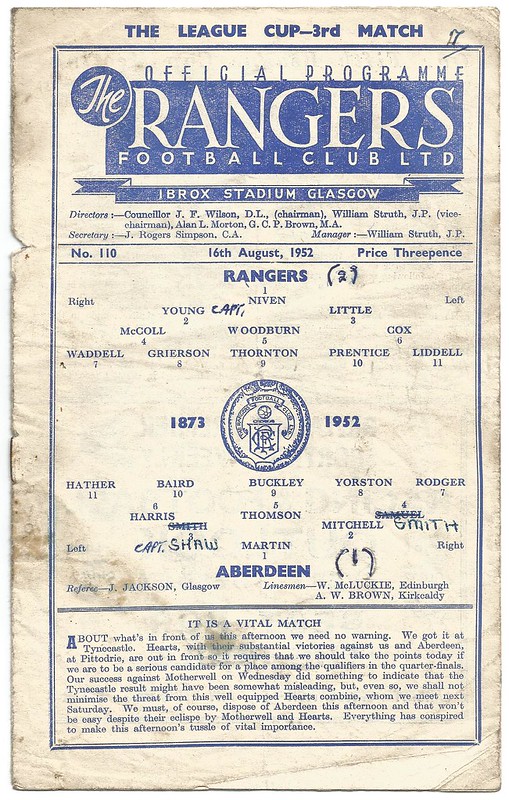 THE LEAGUE CUP—3rd MATCH
17
OFFICIAL PROGRAMME
The RANGERS
FOOTBALL CLUB LTD
IBROX STADIUM GLASGOW
Directors :—Councillor J. F. Wilson, D.L., (chairman), William Struth, J.P. (vice-
chairman), Alan L. Morton, G. C. P. Brown, M.A.
Secretary :—J. Rogers Simpson, C.A. Manager :—William Struth, J.P.
No. 110 16th August, 1952 Price Threepence
RANGERS (2)
1
Right NIVEN Left
YOUNG CAPT. LITTLE
2 3
McCOLL WOODBURN COX
4 5 6
WADDELL GRIERSON THORNTON PRENTICE LIDDELL
7 8 9 10 11
1873 1952
HATHER BAIRD BUCKLEY YORSTON RODGER
11 10 9 8 7
6 5 4
HARRIS THOMSON SAMUEL SMITH
SMITH MITCHELL
3 2
Left CAPT. SHAW MARTIN Right
1
ABERDEEN (1)
Referee—J. JACKSON, Glasgow Linesmen—W. McLUCKIE, Edinburgh
A. W. BROWN, Kirkcaldy
IT IS A VITAL MATCH
ABOUT what's in front of us this afternoon we need no warning. We got it at
Tynecastle. Hearts, with their substantial victories against us and Aberdeen,
at Pittodrie, are out in front so it requires that we should take the points today if
we are to be a serious candidate for a place among the qualifiers in the quarter-finals.
Our success against Motherwell on Wednesday did something to indicate that the
Tynecastle result might have been somewhat misleading, but, even so, we shall not
minimise the threat from this well equipped Hearts combine, whom we meet next
Saturday. We must, of course, dispose of Aberdeen this afternoon and that won't
be easy despite their eclispe by Motherwell and Hearts. Everything has conspired
to make this afternoon's tussle of vital importance.